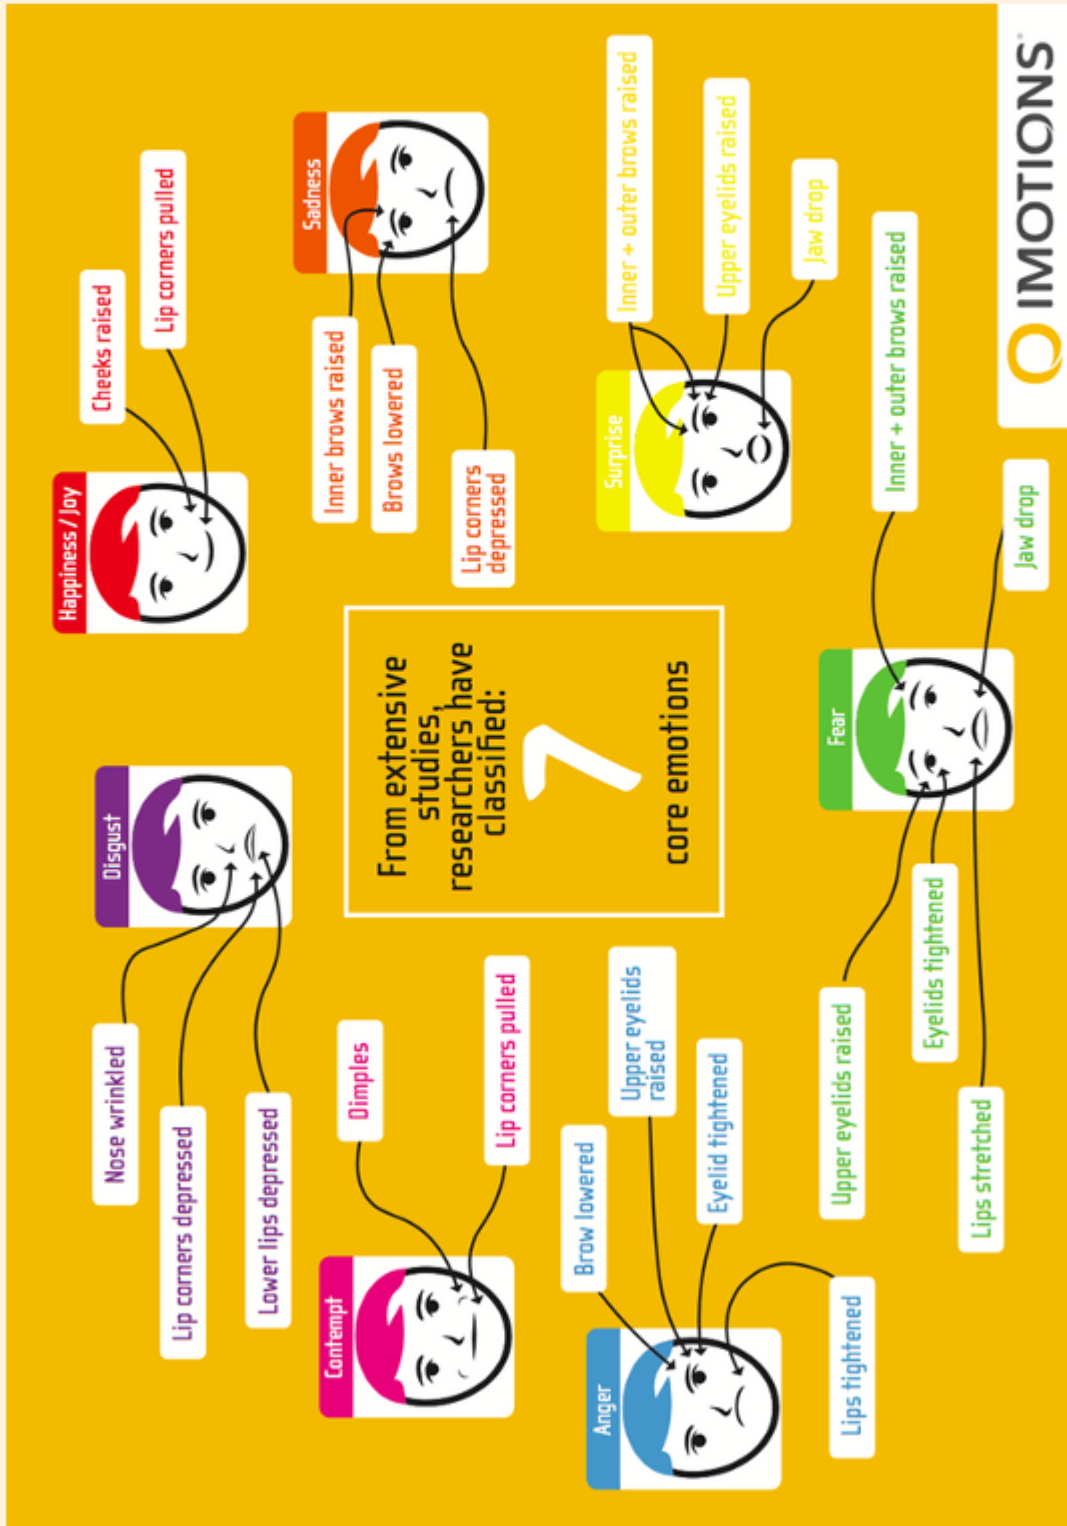 Disgust
Nose wrinkled
Lip corners depressed
Lower lips depressed
Happiness / Joy
Cheeks raised
Lip corners pulled
Contempt
Dimples
Lip corners pulled
From extensive
studies,
researchers have
classified:
7
core emotions
Sadness
Inner brows raised
Brows lowered
Lip corners
depressed
Anger
Brow lowered
Upper eyelids
raised
Eyelid tightened
Lips tightened
Surprise
Inner + outer brows raised
Upper eyelids raised
Jaw drop
Fear
Upper eyelids raised
Eyelids tightened
Lips stretched
Inner + outer brows raised
Jaw drop
IMOTIONS